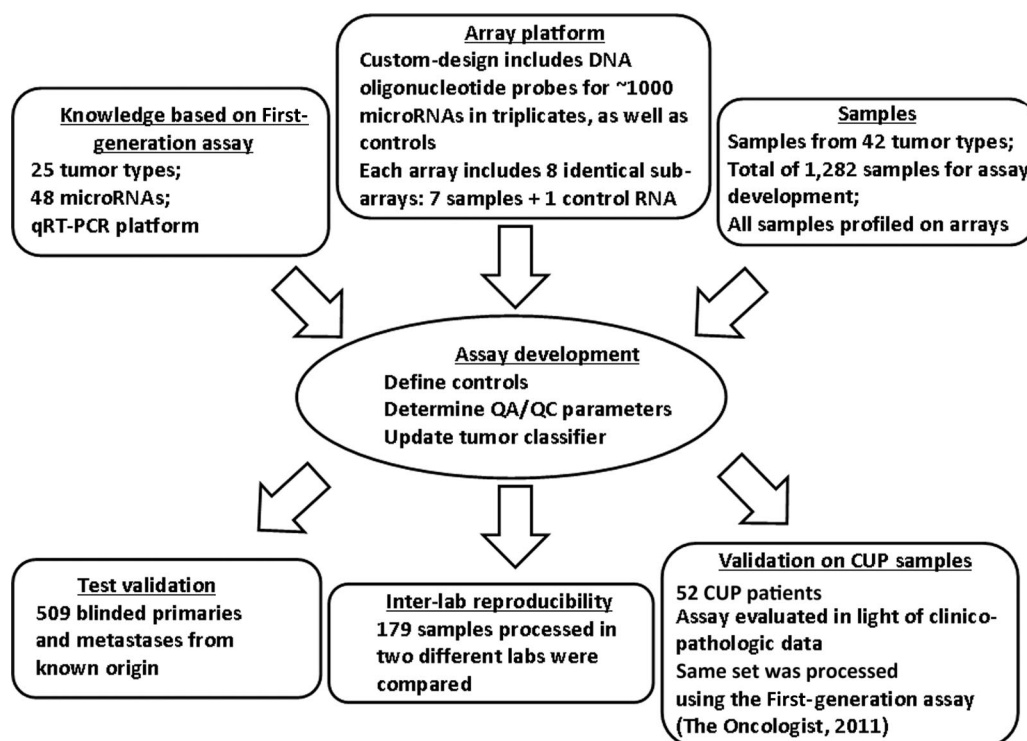 Knowledge based on First-
generation assay
25 tumor types;
48 microRNAs;
qRT-PCR platform
Array platform
Custom-design includes DNA
oligonucleotide probes for ~1000
microRNAs in triplicates, as well as
controls
Each array includes 8 identical sub-
arrays: 7 samples + 1 control RNA
Samples
Samples from 42 tumor types;
Total of 1,282 samples for assay
development;
All samples profiled on arrays
Assay development
Define controls
Determine QA/QC parameters
Update tumor classifier
Test validation
509 blinded primaries
and metastases from
known origin
Inter-lab reproducibility
179 samples processed in
two different labs were
compared
Validation on CUP samples
52 CUP patients
Assay evaluated in light of clinico-
pathologic data
Same set was processed
using the First-generation assay
(The Oncologist, 2011)